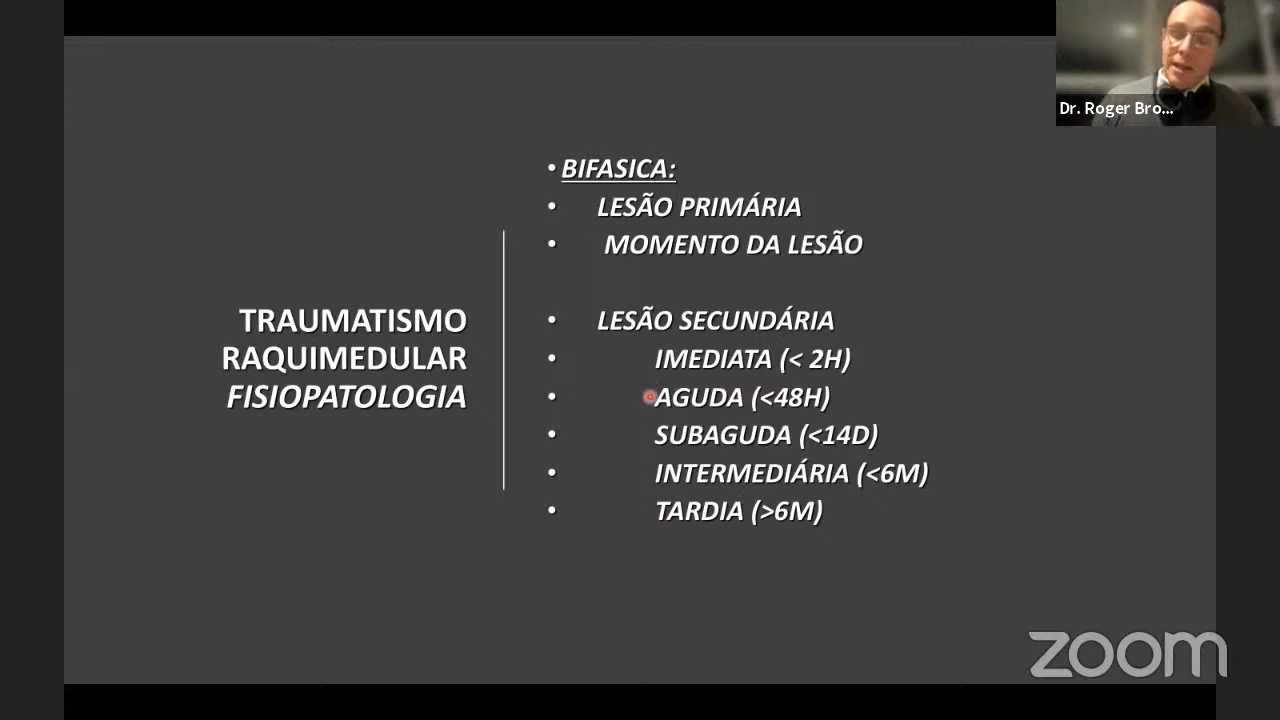 Dr. Roger Bro...
• BIFASICA:
• LESÃO PRIMÁRIA
• MOMENTO DA LESÃO
TRAUMATISMO
RAQUIMEDULAR
FISIOPATOLOGIA
• LESÃO SECUNDÁRIA
• IMEDIATA (< 2H)
• AGUDA (<48H)
• SUBAGUDA (<14D)
• INTERMEDIÁRIA (<6M)
• TARDIA (>6M)
zoom